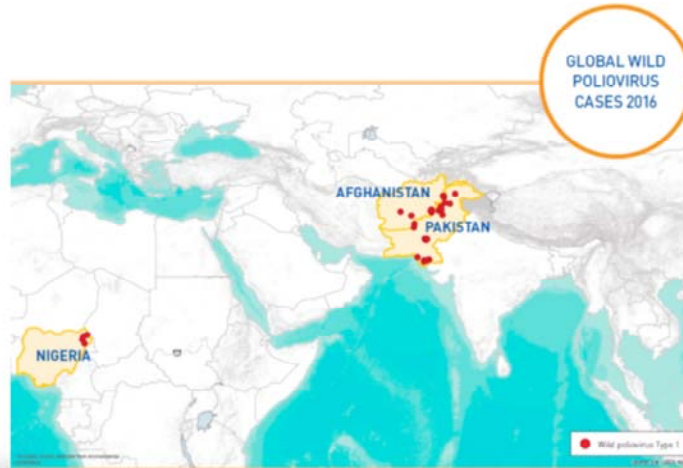 GLOBAL WILD
POLIOVIRUS
CASES 2016
AFGHANISTAN
PAKISTAN
NIGERIA
Wild poliovirus Type 1